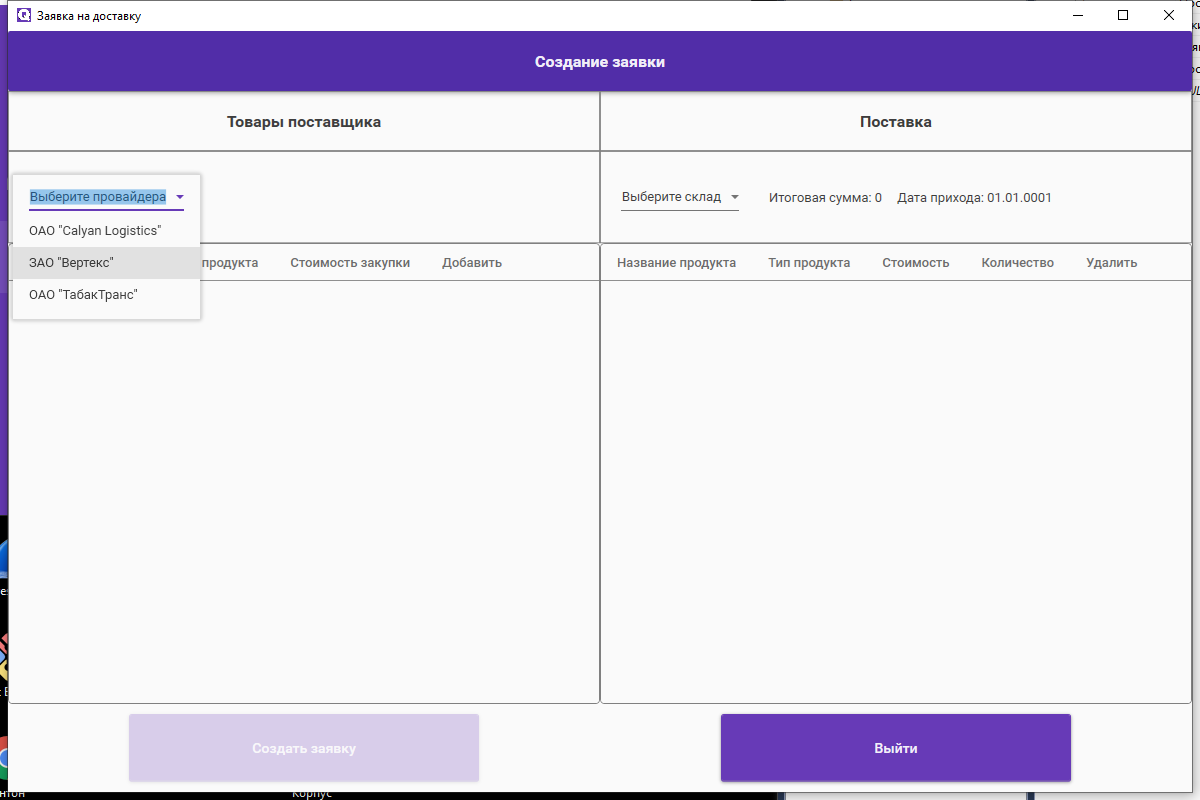 Заявка на доставку
Создание заявки
Товары поставщика
Поставка
Выберите провайдера
Выберите склад
Итоговая сумма: 0
Дата прихода: 01.01.0001
ОАО "Calyan Logistics"
ЗАО "Вертекс"
ОАО "ТабакТранс"
продукта
Стоимость закупки
Добавить
Название продукта
Тип продукта
Стоимость
Количество
Удалить
Создать заявку
Выйти
Корпус